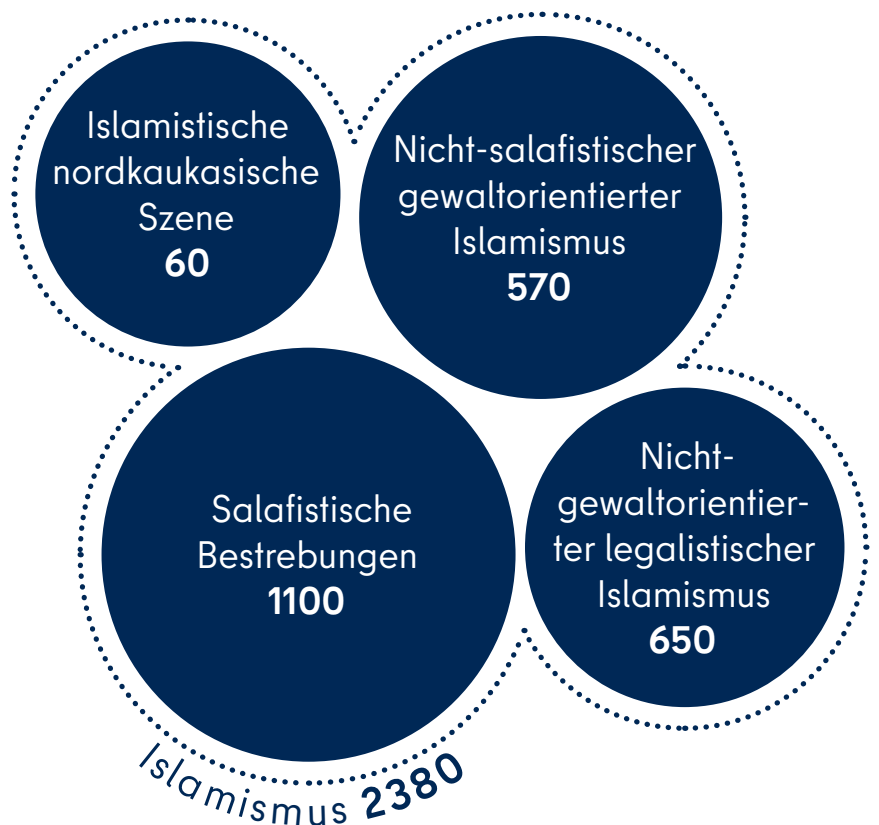 Islamistische
nordkaukasische
Szene
60
Nicht-salafistischer
gewaltorientierter
Islamismus
570
Salafistische
Bestrebungen
1100
Nicht-
gewaltorientier-
ter legalistischer
Islamismus
650
Islamismus 2380